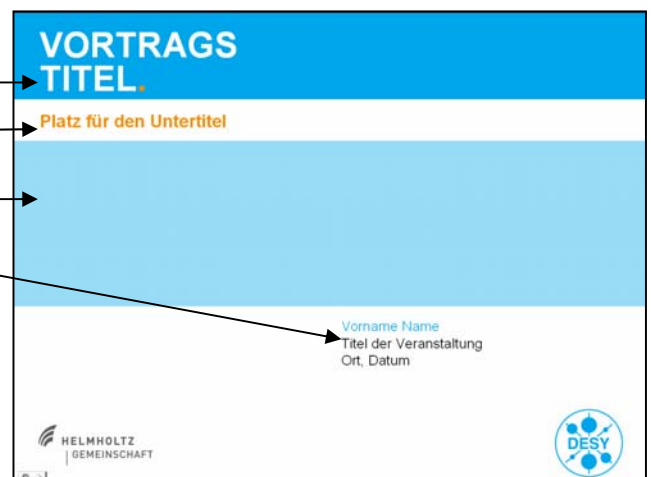 VORTRAGS
TITEL.
Platz für den Untertitel
Vorname Name
Titel der Veranstaltung
Ort, Datum
HELMHOLTZ
GEMEINSCHAFT
DESY